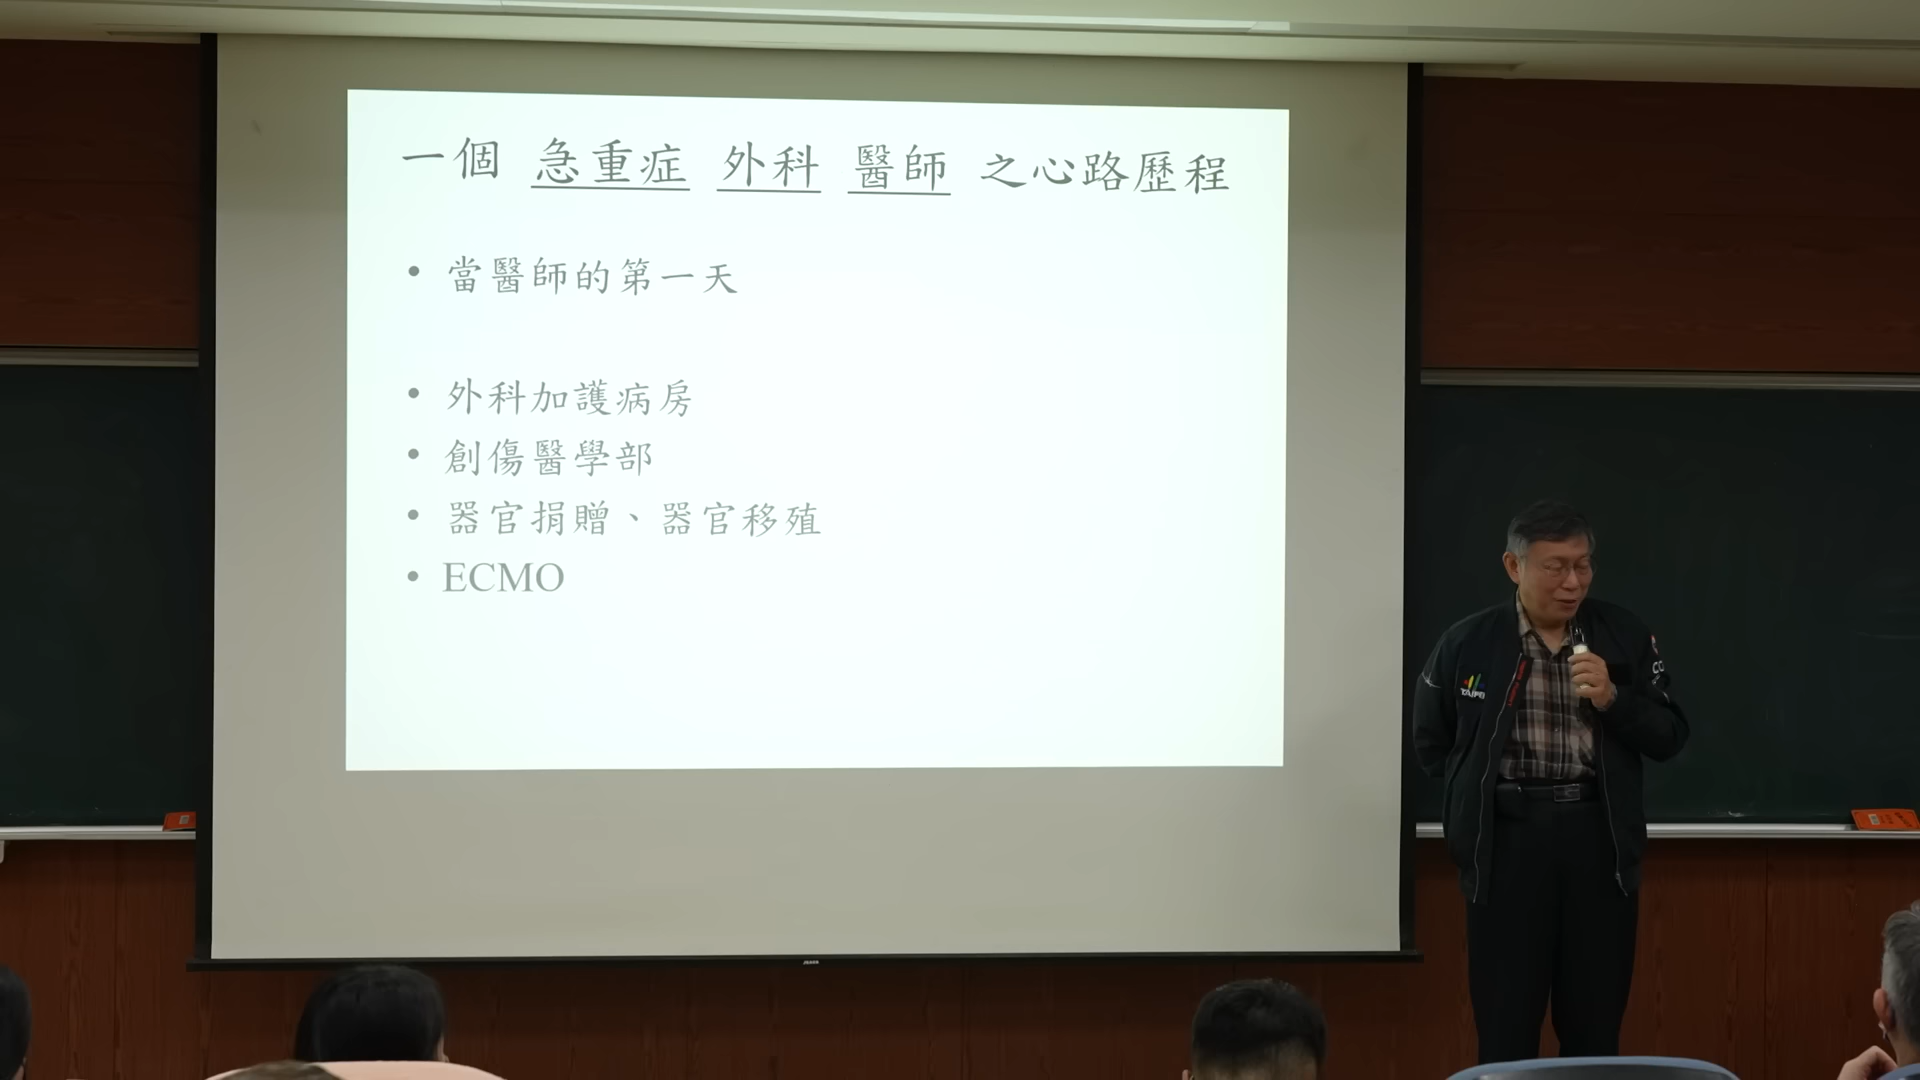 一個 急重症 外科 醫師 之心路歷程
• 當醫師的第一天
• 外科加護病房
• 創傷醫學部
• 器官捐贈、器官移殖
• ECMO
TAIPEI